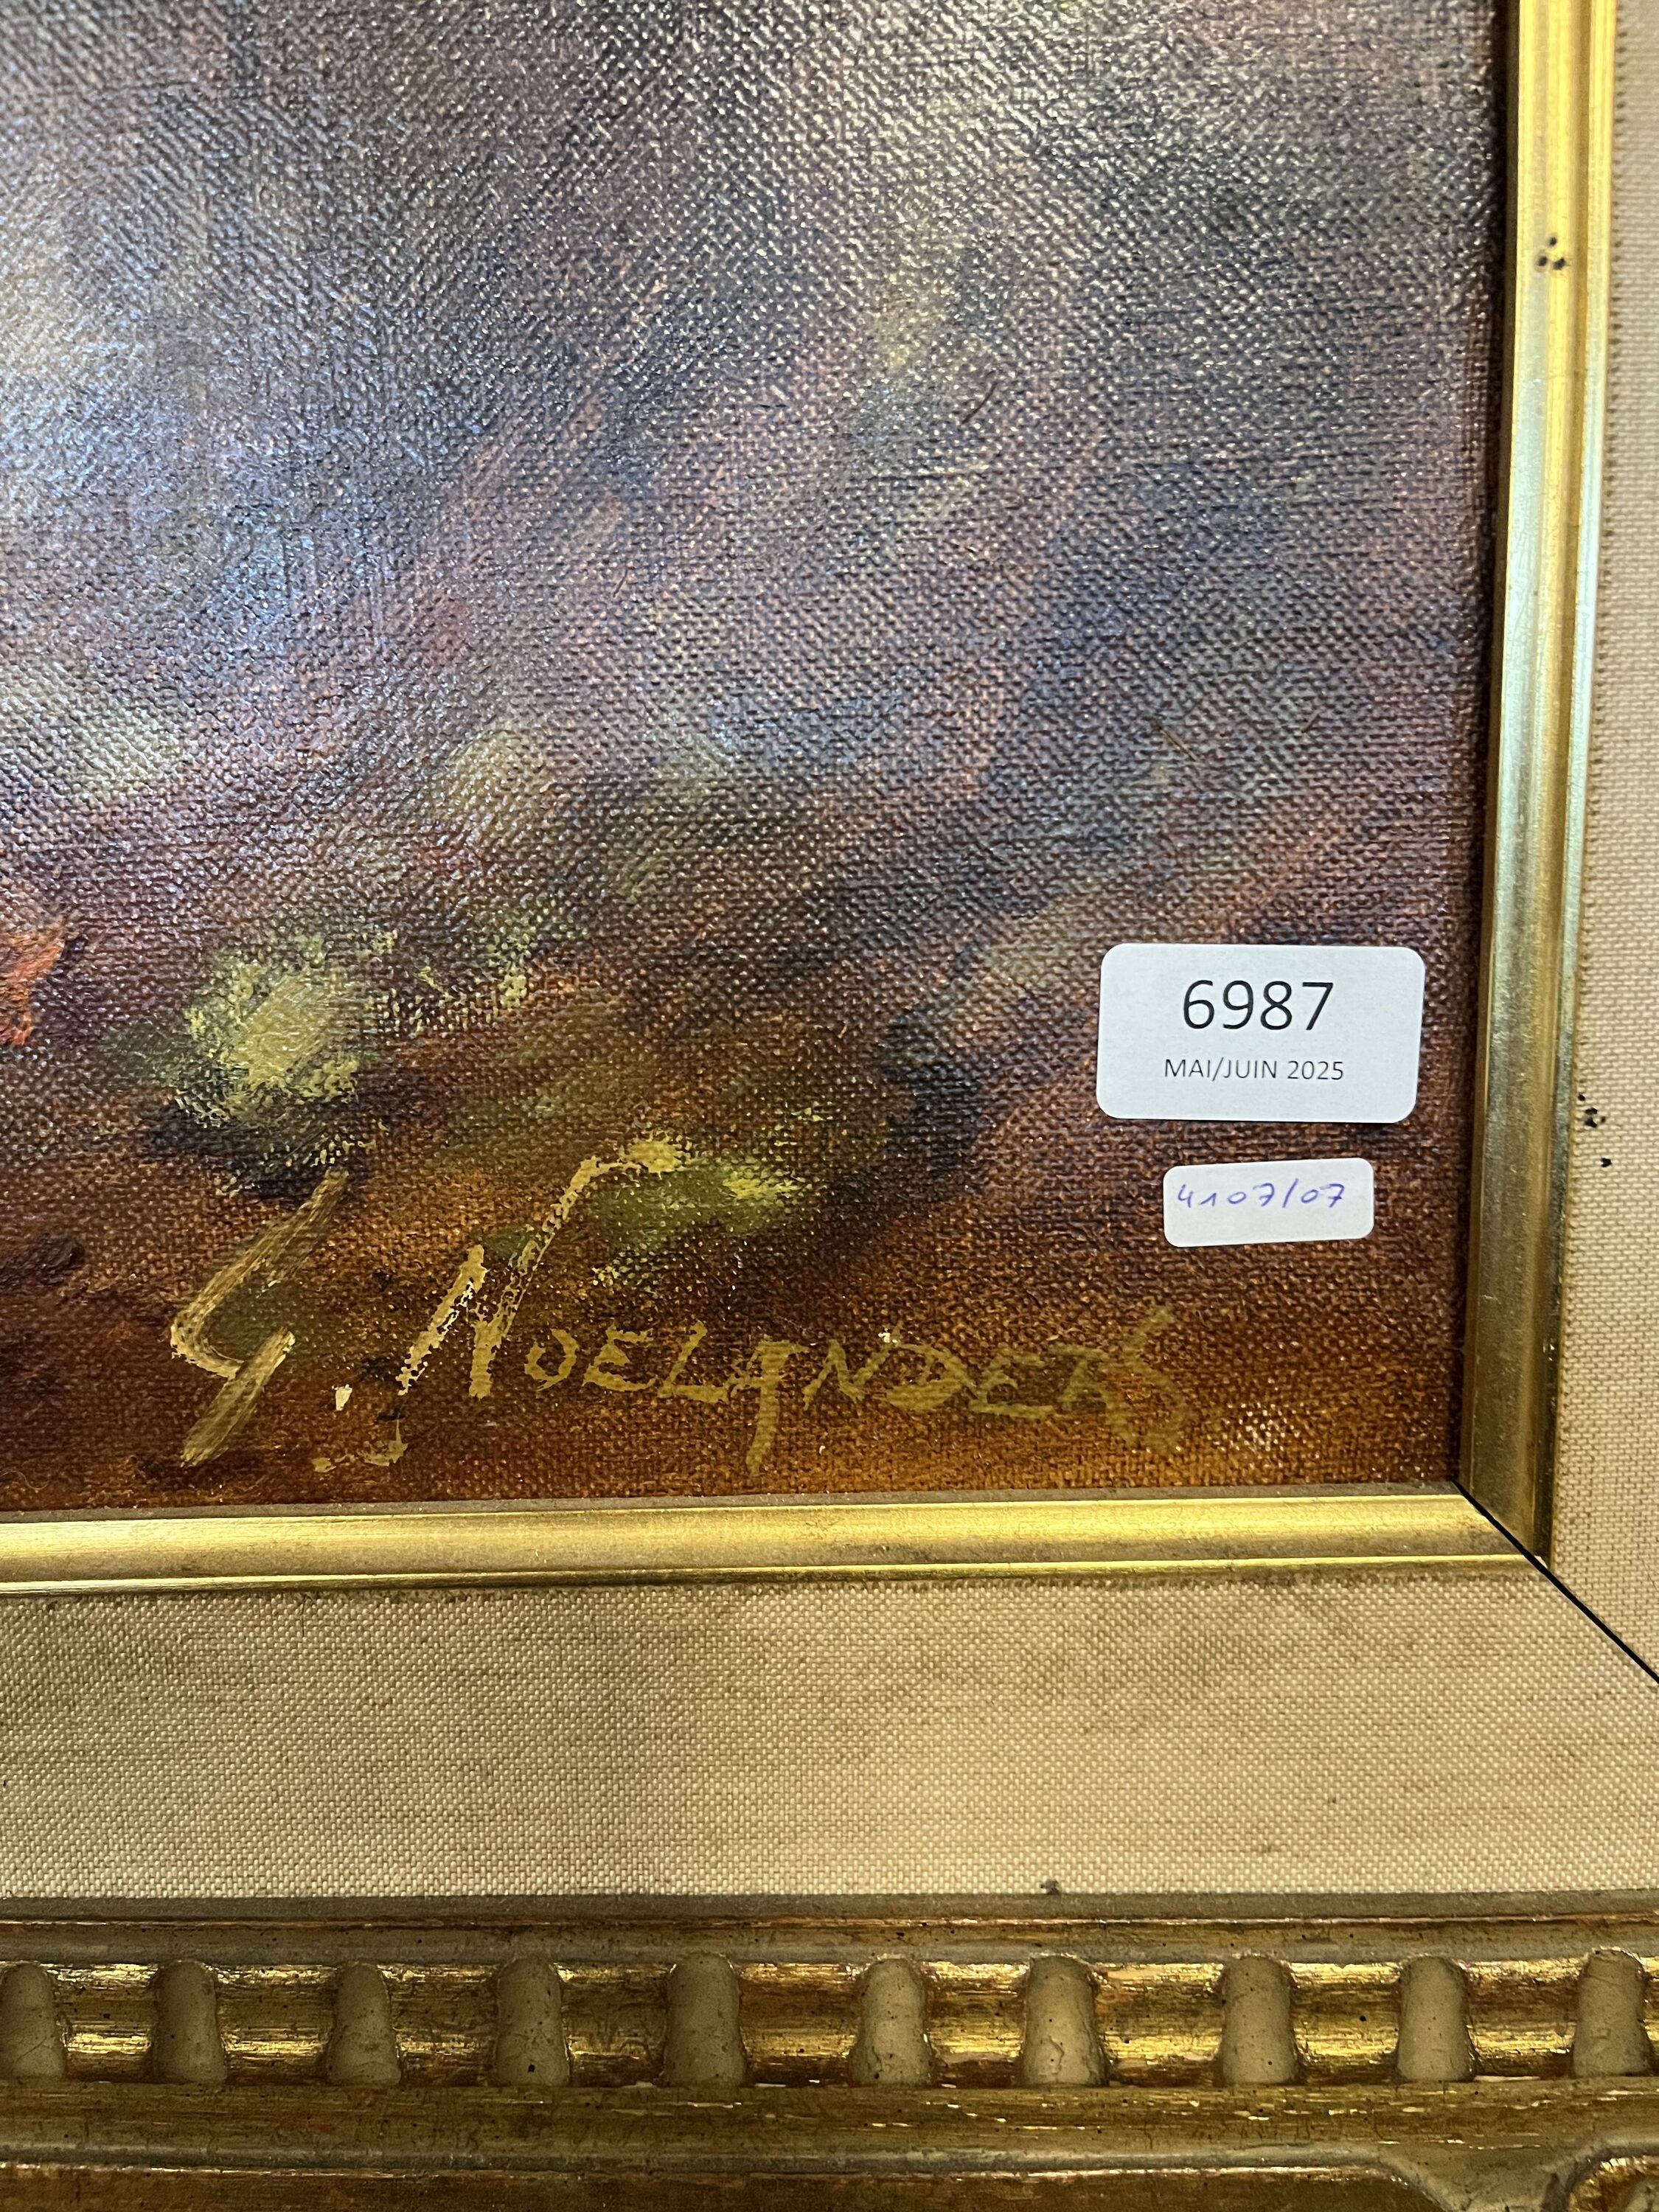 6987
MAI/JUIN 2025
4107/07
G. NOELANDERS